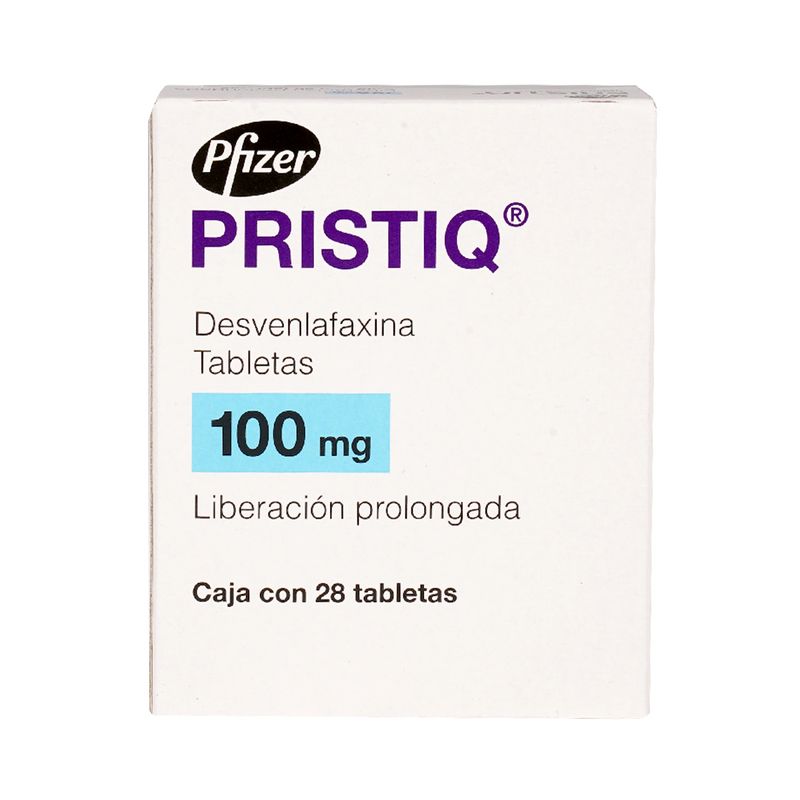 Pfizer
PRISTIQ®
Desvenlafaxina
Tabletas
100 mg
Liberación prolongada
Caja con 28 tabletas